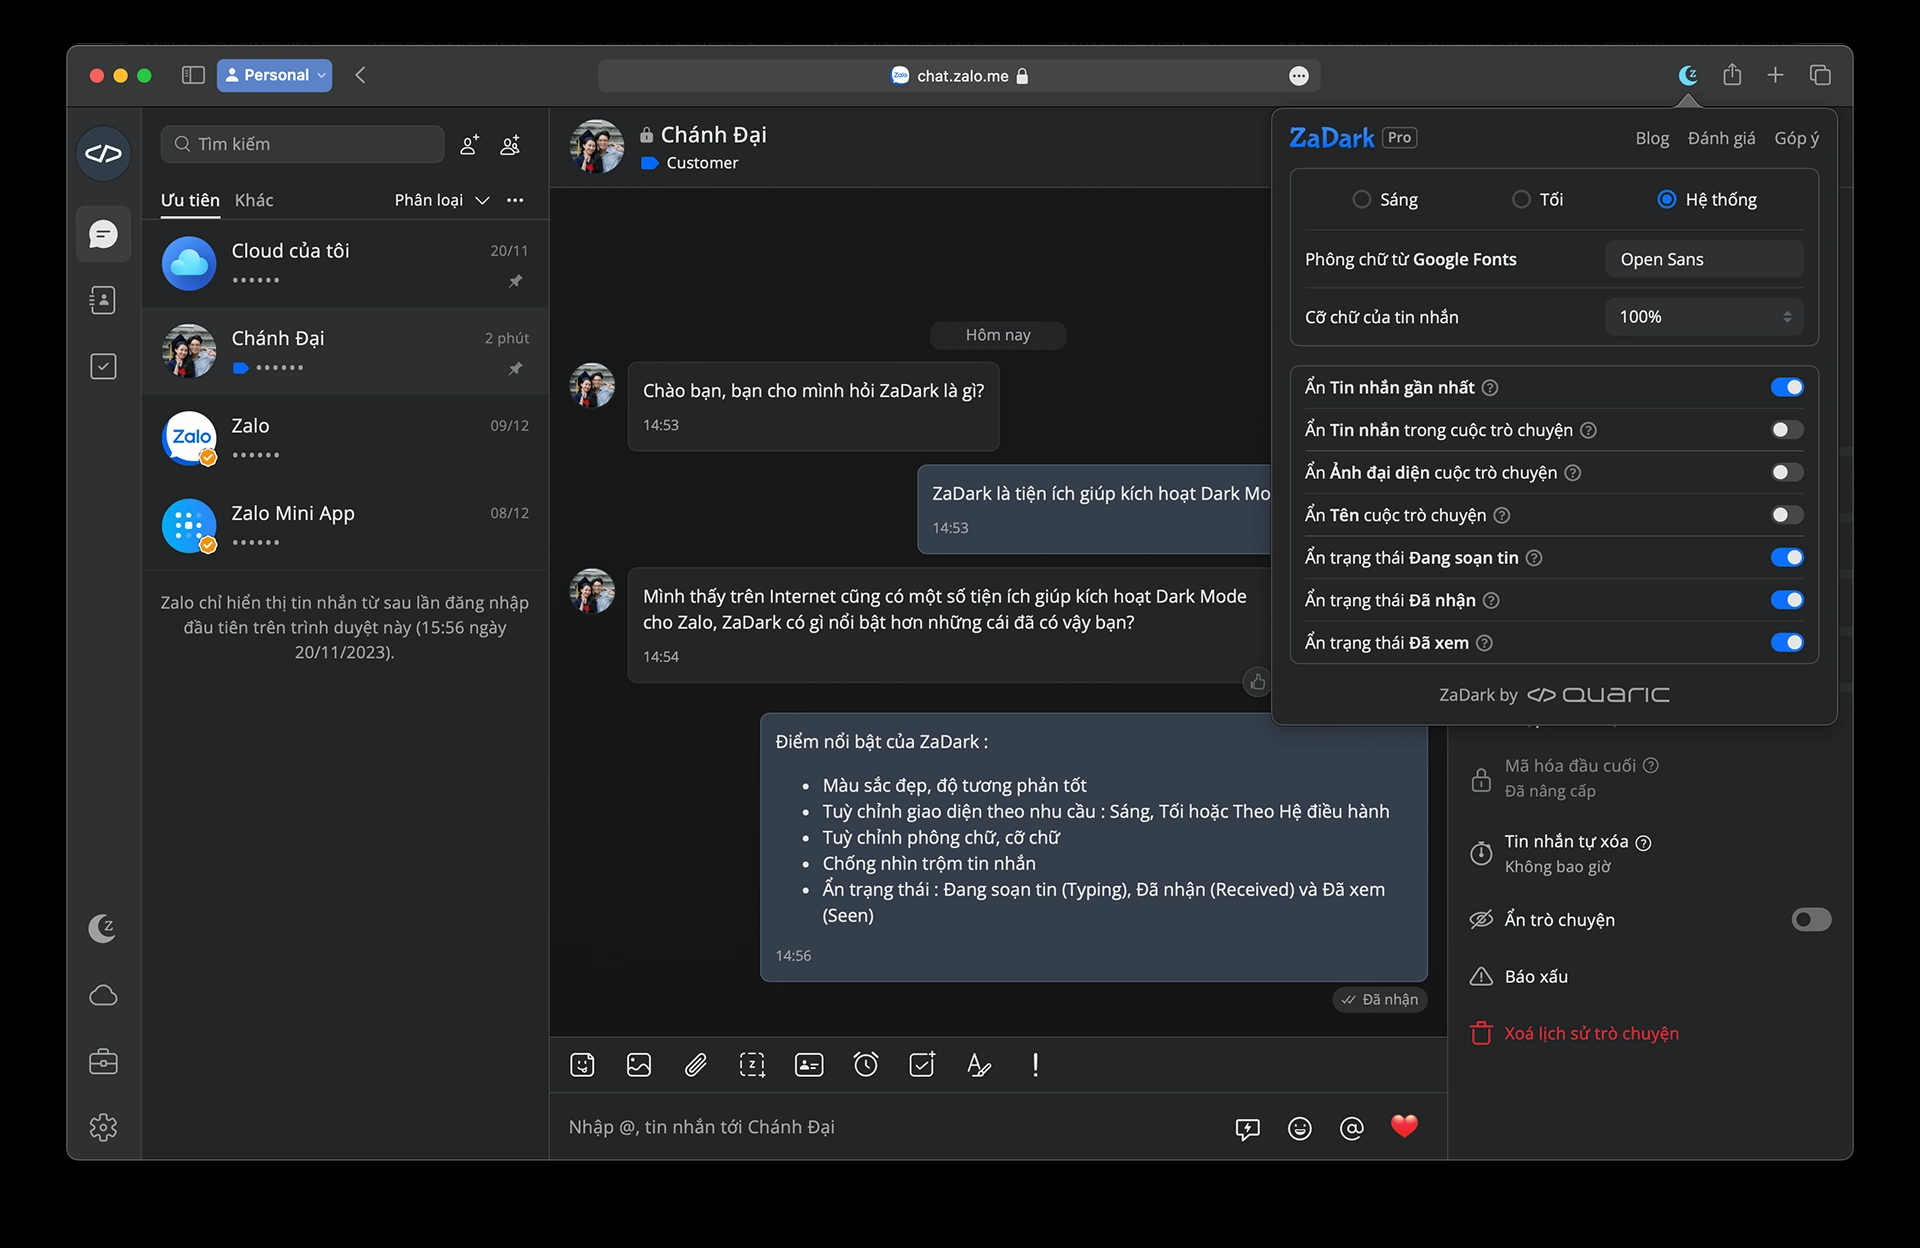 Personal
chat.zalo.me
Tìm kiếm
Ưu tiên
Khác
Phân loại
Cloud của tôi
20/11
Chánh Đại
2 phút
Zalo
Zalo
09/12
Zalo Mini App
08/12
Zalo chỉ hiển thị tin nhắn từ sau lần đăng nhập
đầu tiên trên trình duyệt này (15:56 ngày
20/11/2023).
Chánh Đại
Customer
Hôm nay
Chào bạn, bạn cho mình hỏi ZaDark là gì?
14:53
ZaDark là tiện ích giúp kích hoạt Dark Mo
14:53
Mình thấy trên Internet cũng có một số tiện ích giúp kích hoạt Dark Mode
cho Zalo, ZaDark có gì nổi bật hơn những cái đã có vậy bạn?
14:54
Điểm nổi bật của ZaDark :
• Màu sắc đẹp, độ tương phản tốt
• Tuỳ chỉnh giao diện theo nhu cầu : Sáng, Tối hoặc Theo Hệ điều hành
• Tuỳ chỉnh phông chữ, cỡ chữ
• Chống nhìn trộm tin nhắn
• Ẩn trạng thái : Đang soạn tin (Typing), Đã nhận (Received) và Đã xem
(Seen)
14:56
Đã nhận
Nhập @, tin nhắn tới Chánh Đại
ZaDark Pro
Blog
Đánh giá
Góp ý
Sáng
Tối
Hệ thống
Phông chữ từ Google Fonts
Open Sans
Cỡ chữ của tin nhắn
100%
Ẩn Tin nhắn gần nhất
Ẩn Tin nhắn trong cuộc trò chuyện
Ẩn Ảnh đại diện cuộc trò chuyện
Ẩn Tên cuộc trò chuyện
Ẩn trạng thái Đang soạn tin
Ẩn trạng thái Đã nhận
Ẩn trạng thái Đã xem
ZaDark by </> QUARIC
Mã hóa đầu cuối
Đã nâng cấp
Tin nhắn tự xóa
Không bao giờ
Ẩn trò chuyện
Báo xấu
Xoá lịch sử trò chuyện